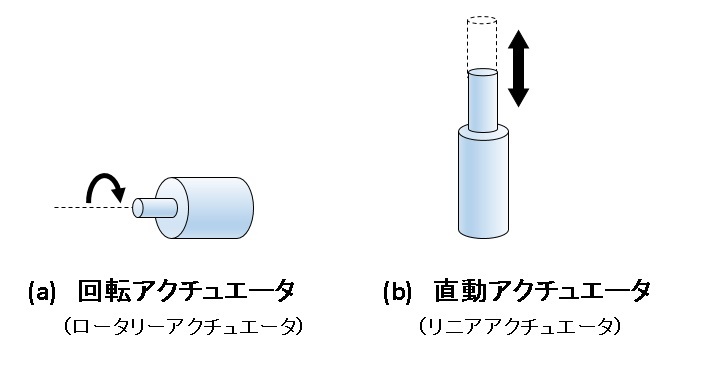 (a) 回転アクチュエータ
（ロータリーアクチュエータ）
(b) 直動アクチュエータ
（リニアアクチュエータ）